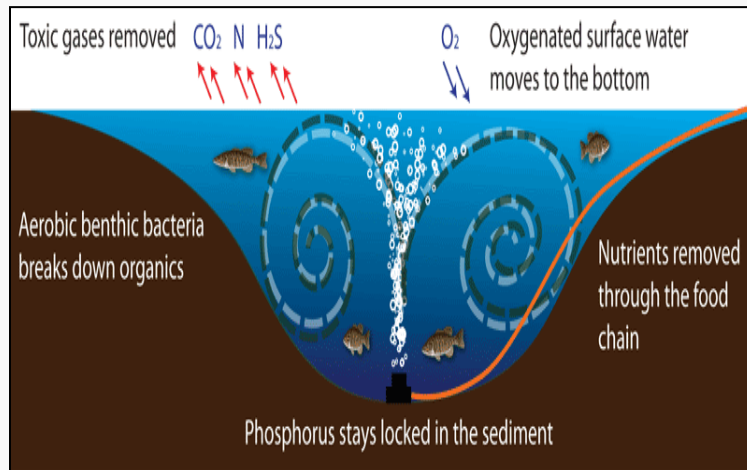 Toxic gases removed CO₂ N H₂S
O₂ Oxygenated surface water
moves to the bottom
Aerobic benthic bacteria
breaks down organics
Nutrients removed
through the food
chain
Phosphorus stays locked in the sediment